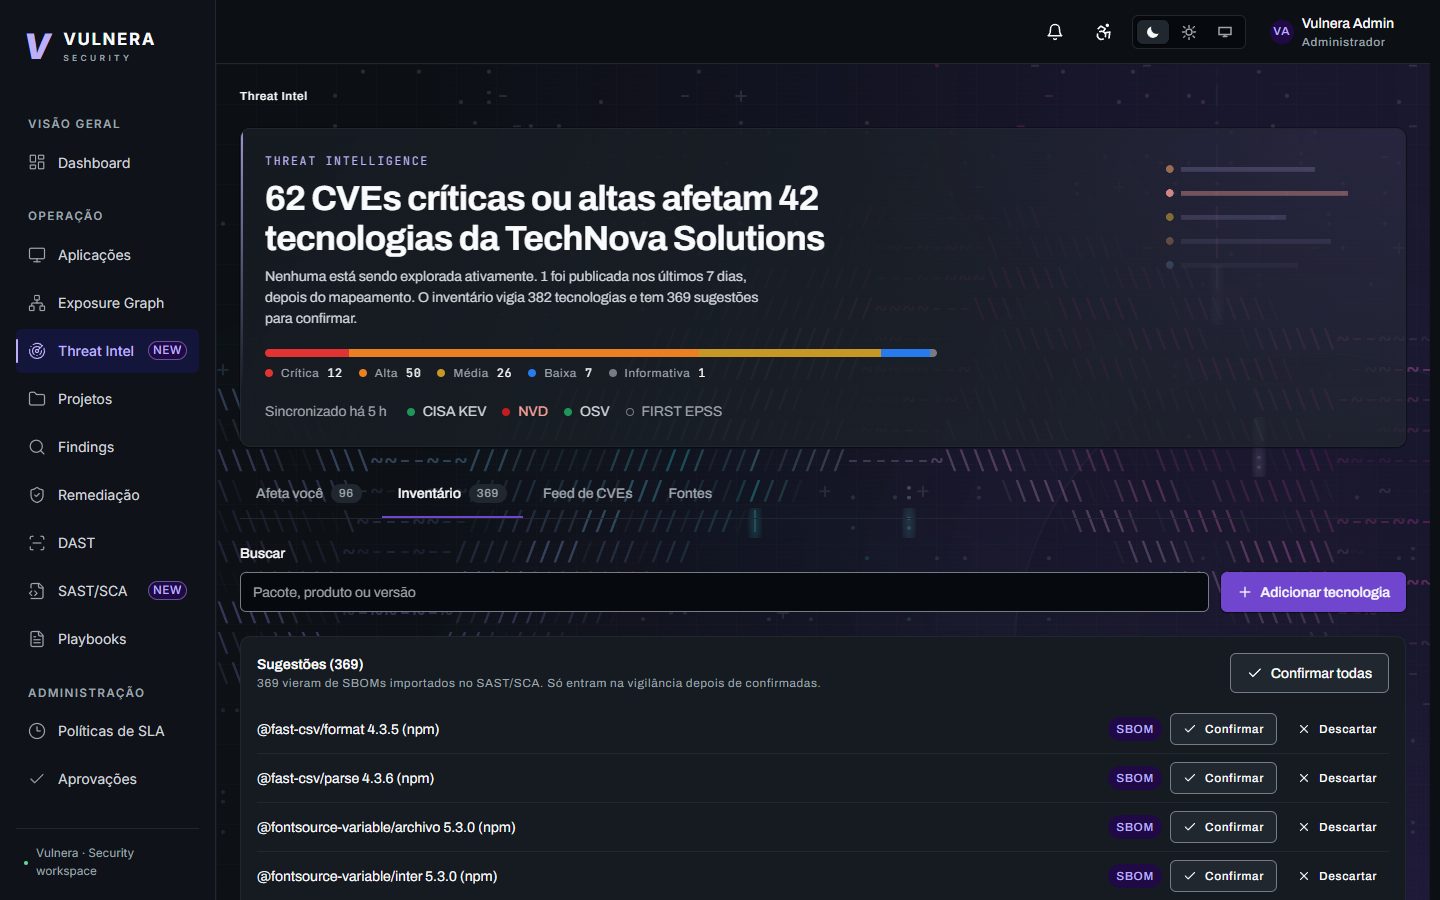 VULNERA
SECURITY
VISÃO GERAL
Dashboard
OPERAÇÃO
Aplicações
Exposure Graph
Threat Intel NEW
Projetos
Findings
Remediação
DAST
SAST/SCA NEW
Playbooks
ADMINISTRAÇÃO
Políticas de SLA
Aprovações
Vulnera · Security
workspace
VA
Vulnera Admin
Administrador
Threat Intel
THREAT INTELLIGENCE
62 CVEs críticas ou altas afetam 42
tecnologias da TechNova Solutions
Nenhuma está sendo explorada ativamente. 1 foi publicada nos últimos 7 dias,
depois do mapeamento. O inventário vigia 382 tecnologias e tem 369 sugestões
para confirmar.
Crítica 12 Alta 50 Média 26 Baixa 7 Informativa 1
Sincronizado há 5 h CISA KEV NVD OSV FIRST EPSS
Afeta você 96 Inventário 369 Feed de CVEs Fontes
Buscar
Pacote, produto ou versão
Adicionar tecnologia
Sugestões (369)
369 vieram de SBOMs importados no SAST/SCA. Só entram na vigilância depois de confirmadas.
Confirmar todas
@fast-csv/format 4.3.5 (npm) SBOM Confirmar Descartar
@fast-csv/parse 4.3.6 (npm) SBOM Confirmar Descartar
@fontsource-variable/archivo 5.3.0 (npm) SBOM Confirmar Descartar
@fontsource-variable/inter 5.3.0 (npm) SBOM Confirmar Descartar